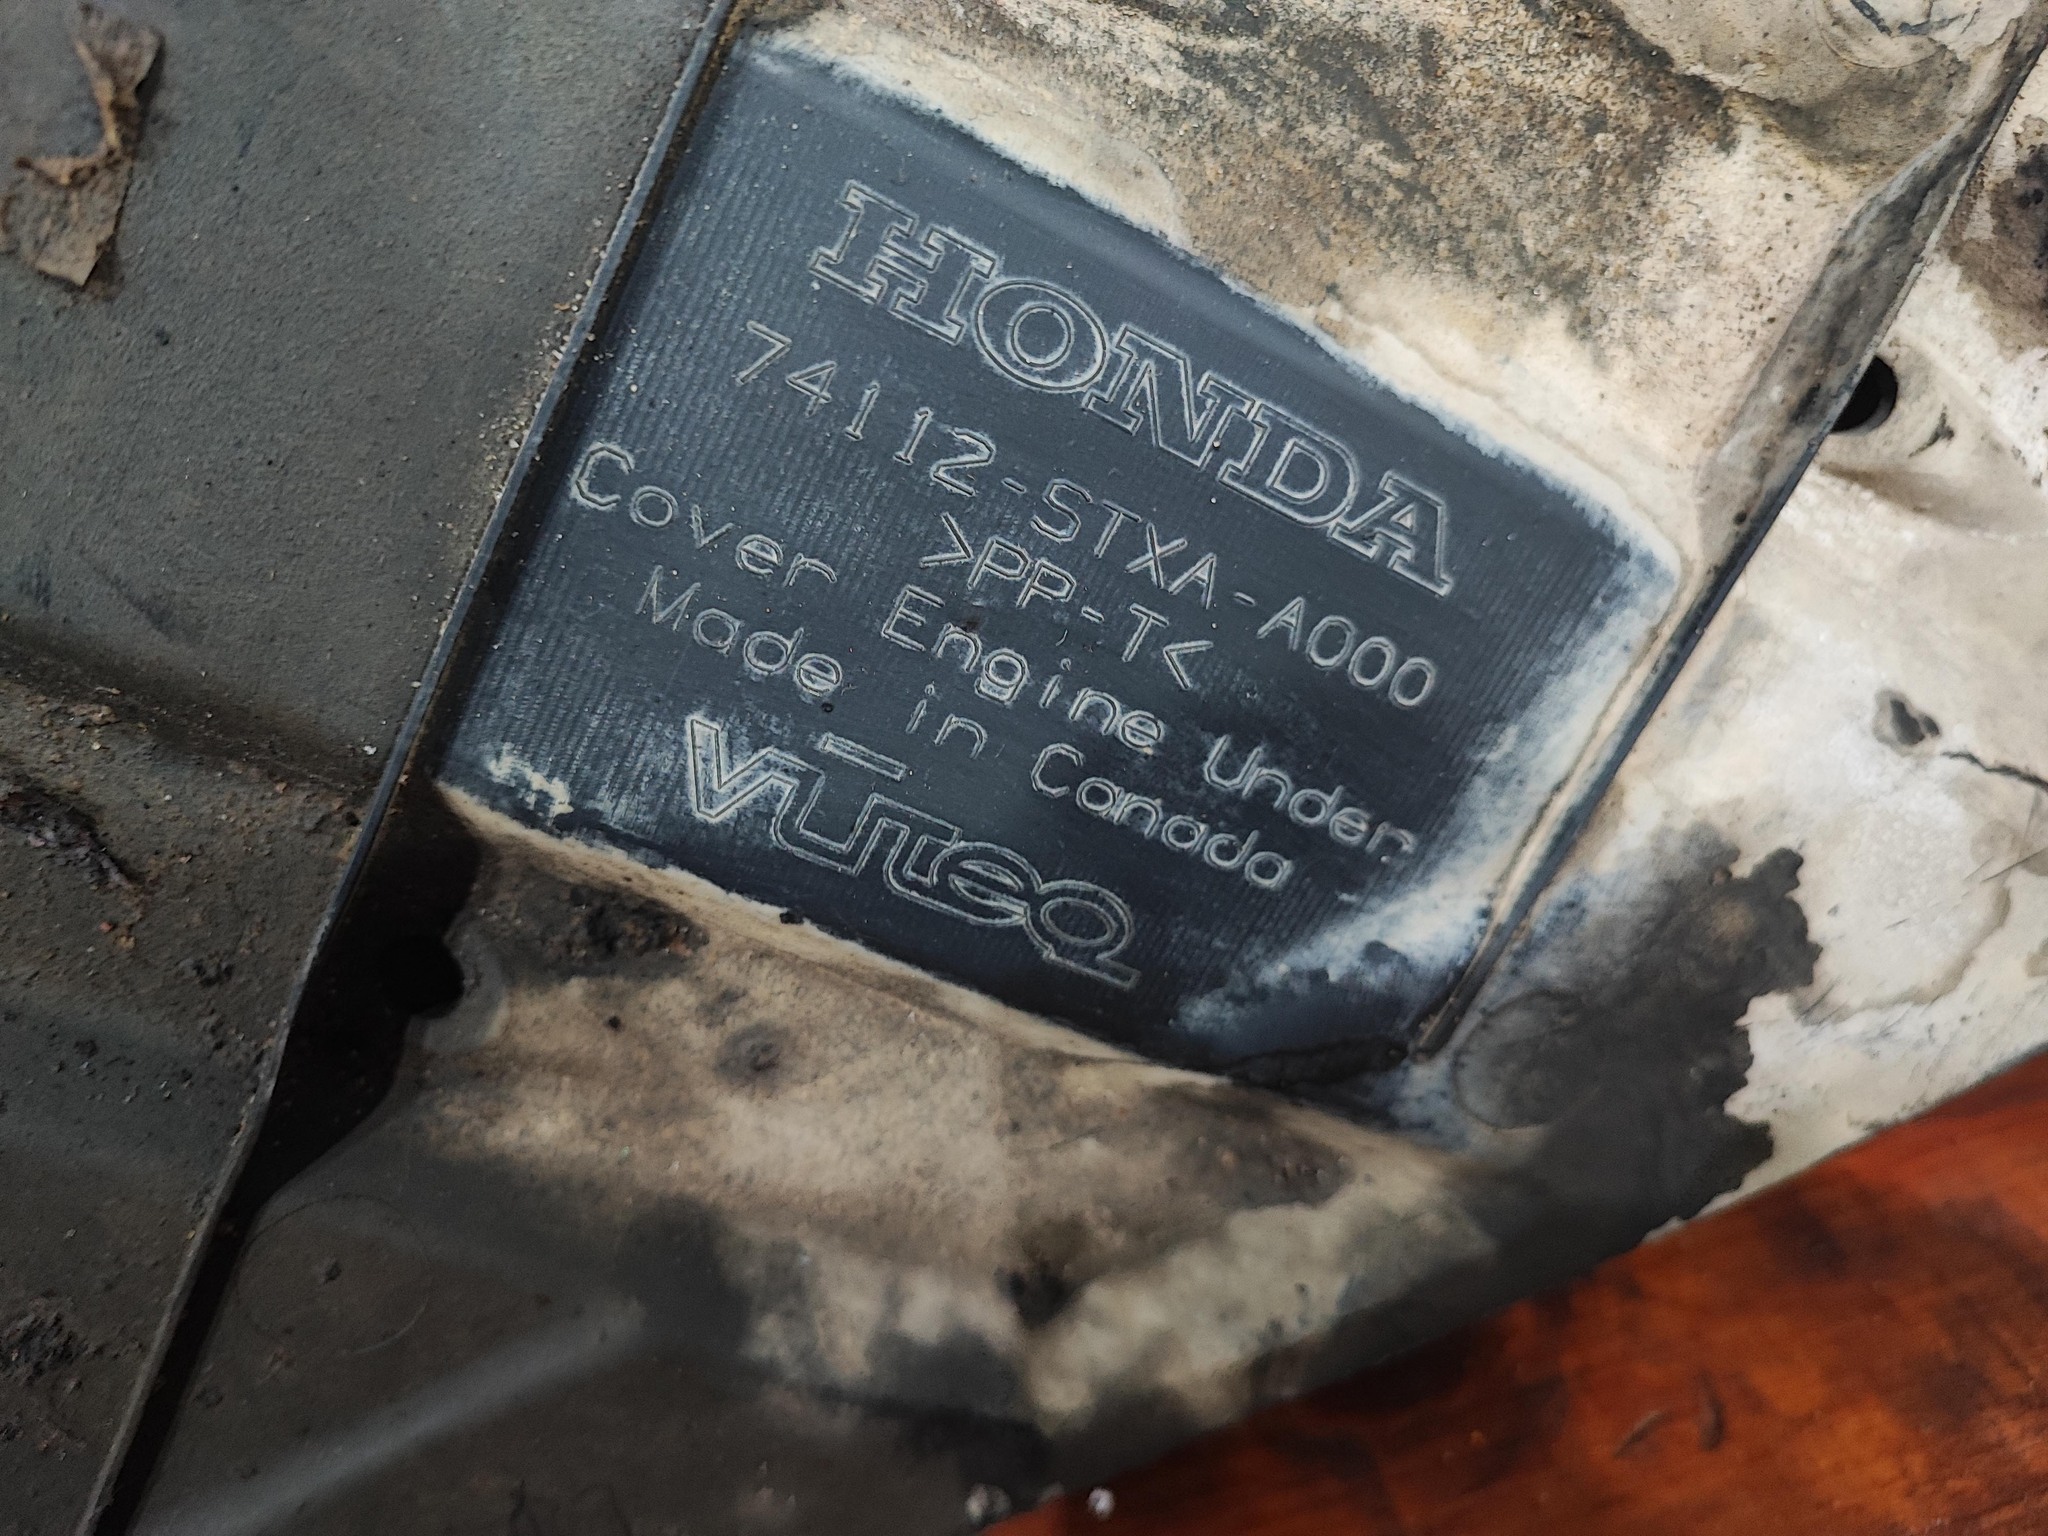 HONDA
74112-STXA-A000
>PP-T<
Cover Engine Under
Made in Canada
VUTEQ